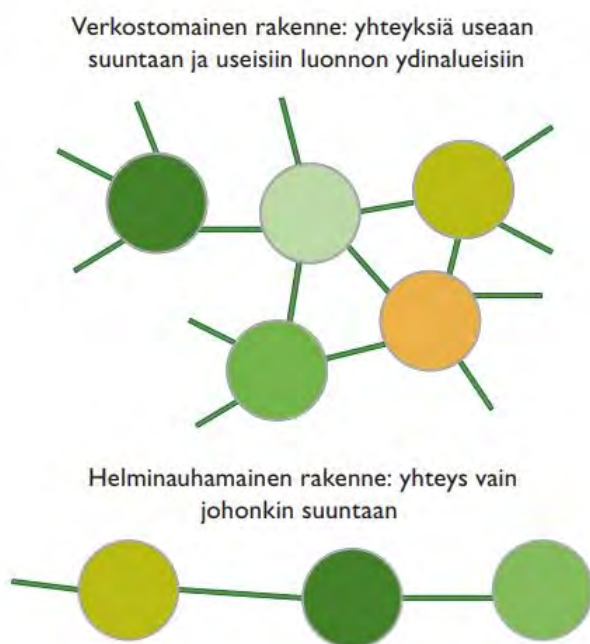 Verkostomainen rakenne: yhteyksiä useaan
suuntaan ja useisiin luonnon ydinalueisiin
Helminauhamainen rakenne: yhteys vain
johonkin suuntaan